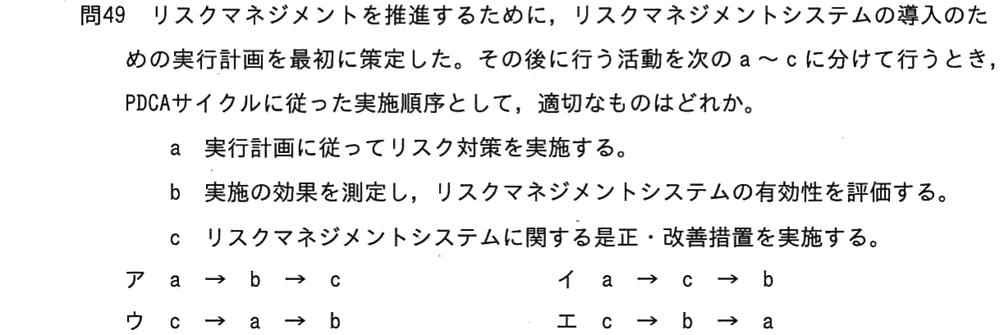 問49 リスクマネジメントを推進するために，リスクマネジメントシステムの導入のた
めの実行計画を最初に策定した。その後に行う活動を次の a ～ c に分けて行うとき，
PDCAサイクルに従った実施順序として，適切なものはどれか。
a 実行計画に従ってリスク対策を実施する。
b 実施の効果を測定し，リスクマネジメントシステムの有効性を評価する。
c リスクマネジメントシステムに関する是正・改善措置を実施する。
ア a → b → c イ a → c → b
ウ c → a → b エ c → b → a